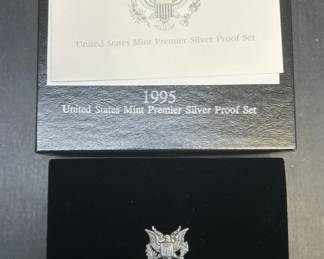 United States Mint Premier Silver Proof Set
1995
United States Mint Premier Silver Proof Set